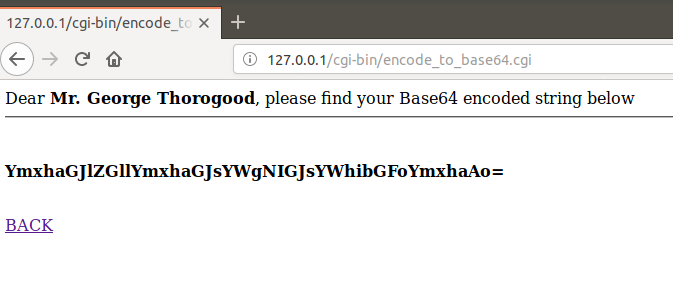 127.0.0.1/cgi-bin/encode_to
127.0.0.1/cgi-bin/encode_to_base64.cgi
Dear Mr. George Thorogood, please find your Base64 encoded string below
YmxhaGJlZGllYmxhaGJsYWgNIGJsYWhibGFoYmxhaAo=
BACK